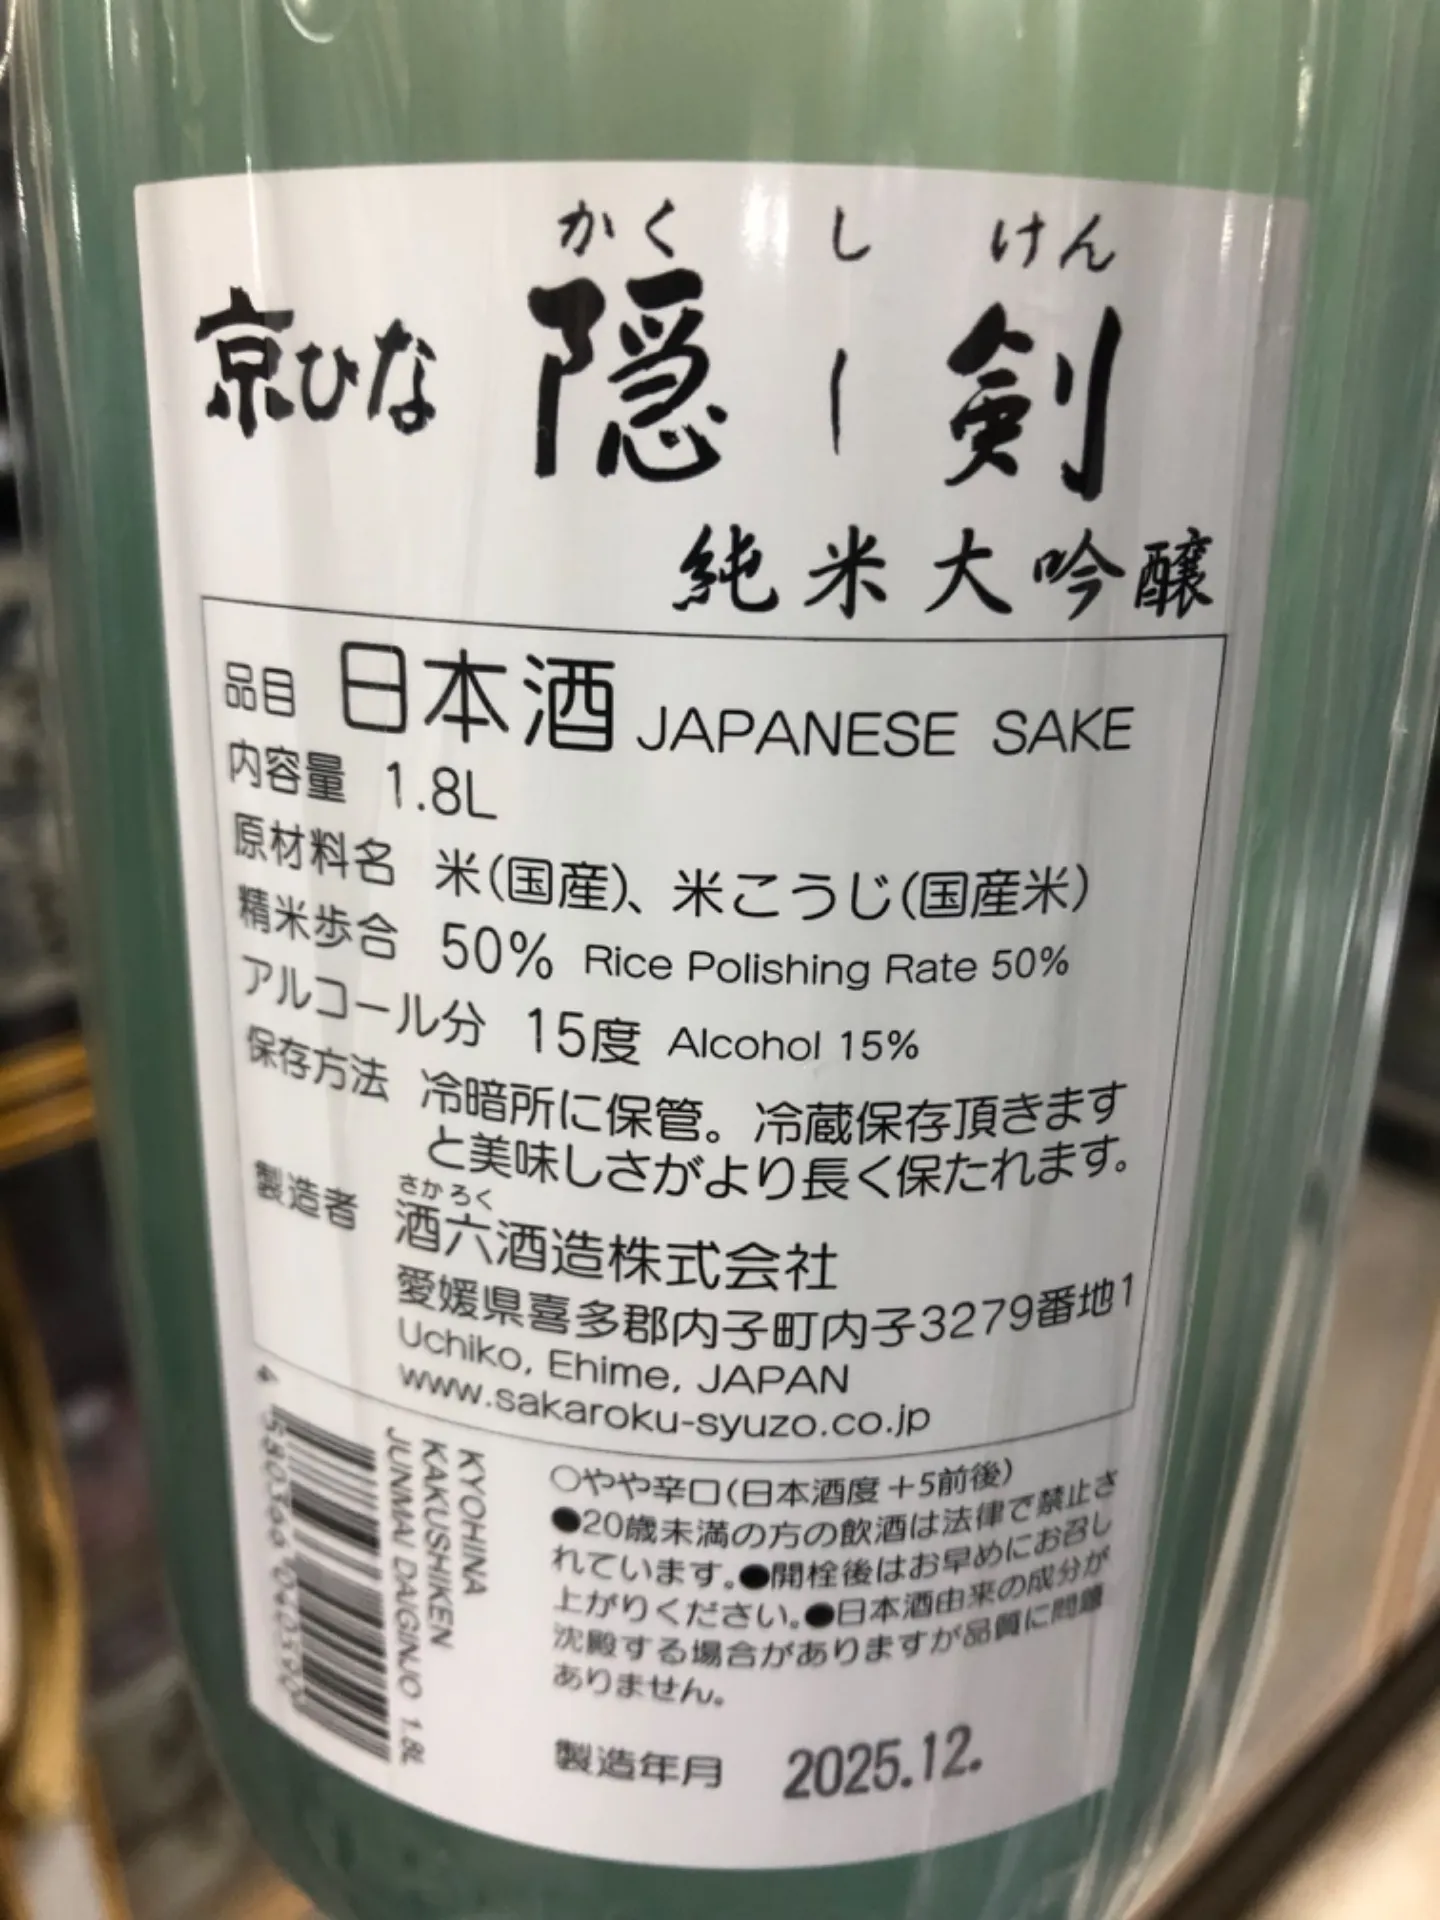 かくしけん
京ひな 隠し剣
純米大吟醸
品目 日本酒 JAPANESE SAKE
内容量 1.8L
原材料名 米(国産)、米こうじ(国産米)
精米歩合 50% Rice Polishing Rate 50%
アルコール分 15度 Alcohol 15%
保存方法 冷暗所に保管。冷蔵保存頂きます
と美味しさがより長く保たれます。
さかろく
製造者 酒六酒造株式会社
愛媛県喜多郡内子町内子3279番地1
Uchiko, Ehime, JAPAN
www.sakaroku-syuzo.co.jp
○やや辛口(日本酒度+5前後)
●20歳未満の方の飲酒は法律で禁止さ
れています。●開栓後はお早めにお召し
上がりください。●日本酒由来の成分が
沈殿する場合がありますが品質に問題
ありません。
製造年月 2025.12.
KYOHINA
KAKUSHIKEN
JUNMAI DAIGINJO 1.8L